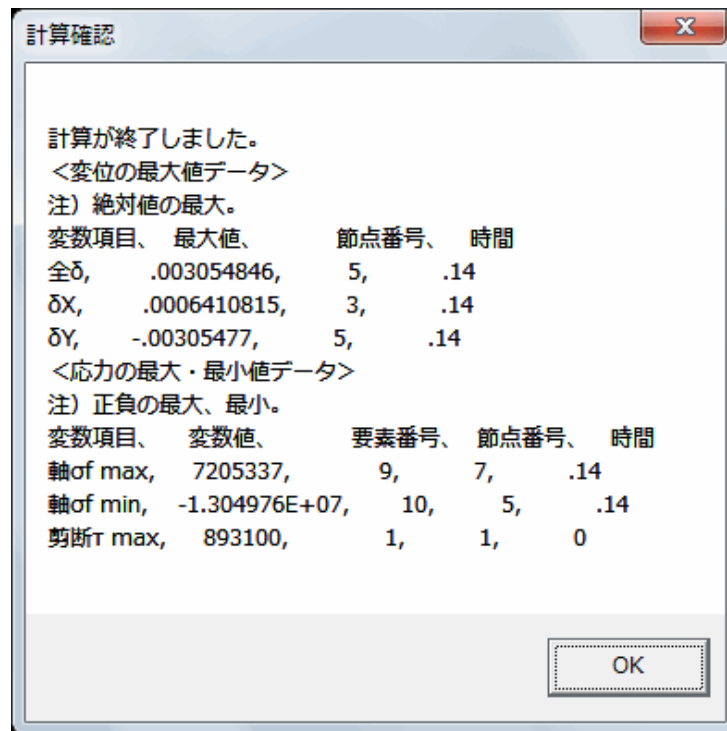 計算確認
計算が終了しました。
＜変位の最大値データ＞
注）絶対値の最大。
変数項目、 最大値、 節点番号、 時間
全δ, .003054846, 5, .14
δX, .0006410815, 3, .14
δY, -.00305477, 5, .14
＜応力の最大・最小値データ＞
注）正負の最大、最小。
変数項目、 変数値、 要素番号、 節点番号、 時間
軸σf max, 7205337, 9, 7, .14
軸σf min, -1.304976E+07, 10, 5, .14
剪断τ max, 893100, 1, 1, 0
OK